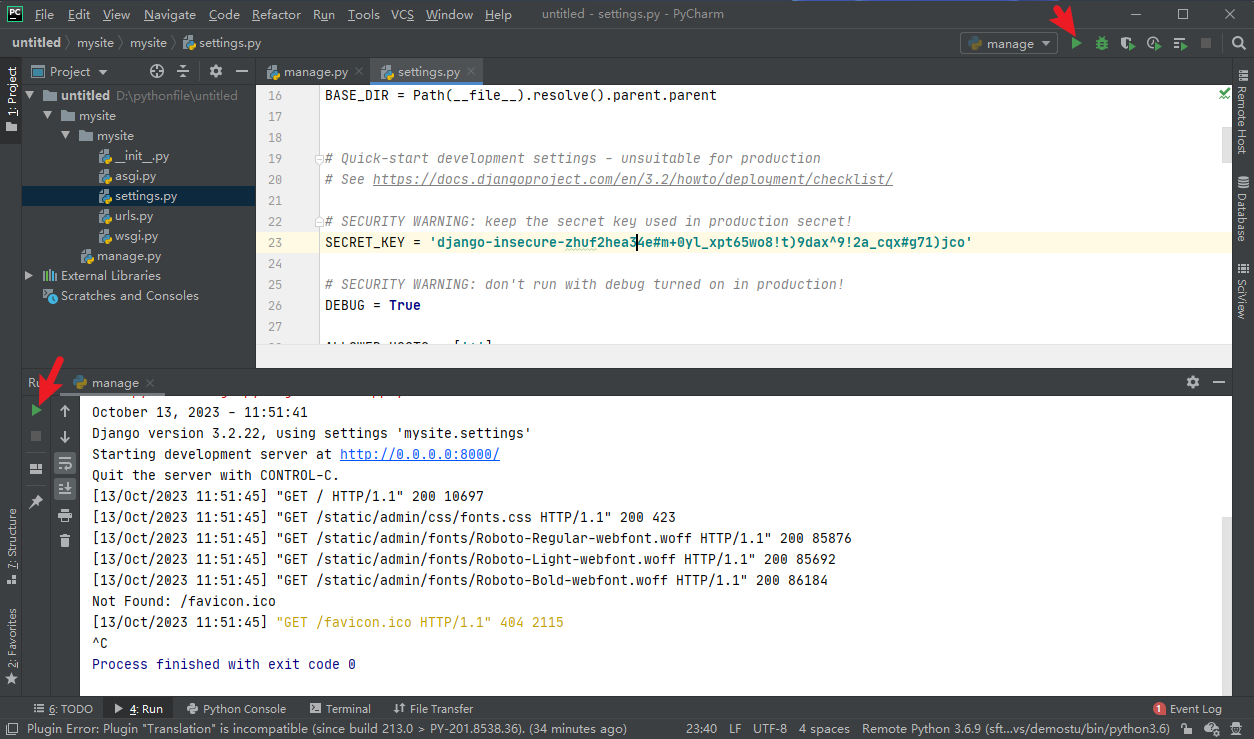 PC File Edit View Navigate Code Refactor Run Tools VCS Window Help untitled - settings.py - PyCharm
untitled mysite mysite settings.py manage
1: Project
Project
manage.py settings.py
untitled D:\pythonfile\untitled
mysite
mysite
__init__.py
asgi.py
settings.py
urls.py
wsgi.py
manage.py
External Libraries
Scratches and Consoles
16 BASE_DIR = Path(__file__).resolve().parent.parent
17
18
19 # Quick-start development settings - unsuitable for production
20 # See https://docs.djangoproject.com/en/3.2/howto/deployment/checklist/
21
22 # SECURITY WARNING: keep the secret key used in production secret!
23 SECRET_KEY = 'django-insecure-zhuf2hea34e#m+0yl_xpt65wo8!t)9dax^9!2a_cqx#g71)jco'
24
25 # SECURITY WARNING: don't run with debug turned on in production!
26 DEBUG = True
27
Remote Host
Database
SciView
manage
October 13, 2023 - 11:51:41
Django version 3.2.22, using settings 'mysite.settings'
Starting development server at http://0.0.0.0:8000/
Quit the server with CONTROL-C.
[13/Oct/2023 11:51:45] "GET / HTTP/1.1" 200 10697
[13/Oct/2023 11:51:45] "GET /static/admin/css/fonts.css HTTP/1.1" 200 423
[13/Oct/2023 11:51:45] "GET /static/admin/fonts/Roboto-Regular-webfont.woff HTTP/1.1" 200 85876
[13/Oct/2023 11:51:45] "GET /static/admin/fonts/Roboto-Light-webfont.woff HTTP/1.1" 200 85692
[13/Oct/2023 11:51:45] "GET /static/admin/fonts/Roboto-Bold-webfont.woff HTTP/1.1" 200 86184
Not Found: /favicon.ico
[13/Oct/2023 11:51:45] "GET /favicon.ico HTTP/1.1" 404 2115
^C
Process finished with exit code 0
7: Structure
2: Favorites
6: TODO 4: Run Python Console Terminal File Transfer 1 Event Log
Plugin Error: Plugin "Translation" is incompatible (since build 213.0 > PY-201.8538.36). (34 minutes ago) 23:40 LF UTF-8 4 spaces Remote Python 3.6.9 (sft...vs/demostu/bin/python3.6)